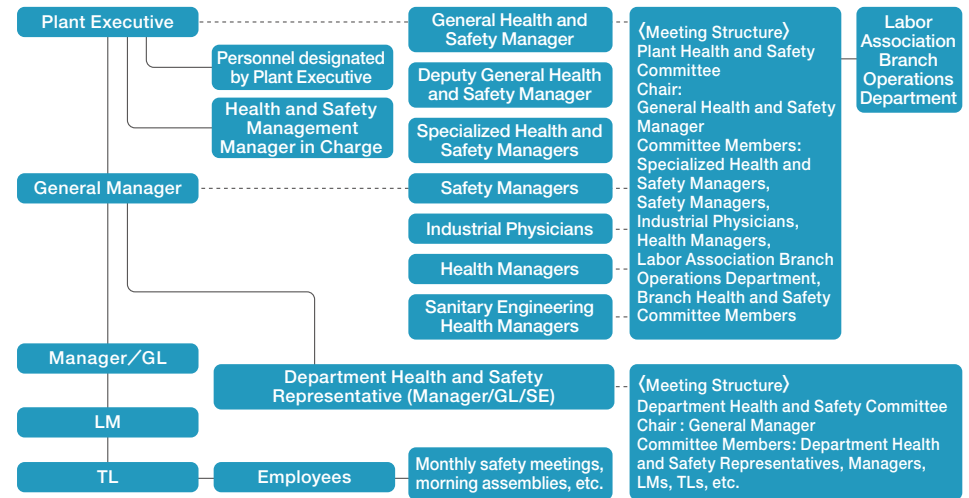 Plant Executive
Personnel designated
by Plant Executive
Health and Safety
Management
Manager in Charge
General Manager
Manager／GL
LM
TL
Employees
Monthly safety meetings,
morning assemblies, etc.
Department Health and Safety
Representative (Manager/GL/SE)
General Health and
Safety Manager
Deputy General Health
and Safety Manager
Specialized Health and
Safety Managers
Safety Managers
Industrial Physicians
Health Managers
Sanitary Engineering
Health Managers
〈Meeting Structure〉
Plant Health and Safety
Committee
Chair:
General Health and Safety
Manager
Committee Members:
Specialized Health and
Safety Managers,
Safety Managers,
Industrial Physicians,
Health Managers,
Labor Association Branch
Operations Department,
Branch Health and Safety
Committee Members
Labor
Association
Branch
Operations
Department
〈Meeting Structure〉
Department Health and Safety Committee
Chair : General Manager
Committee Members: Department Health
and Safety Representatives, Managers,
LMs, TLs, etc.